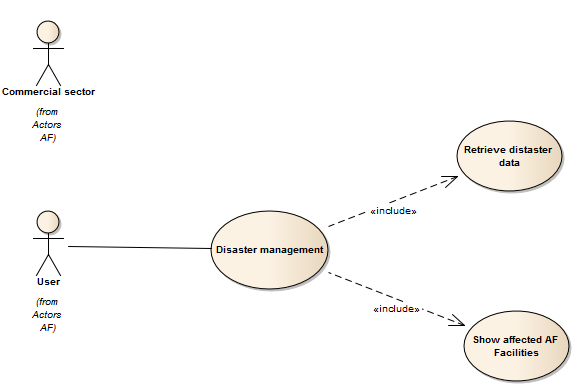 Commercial sector
(from
Actors
AF)
Retrieve distaster
data
«include»
User
(from
Actors
AF)
Disaster management
«include»
Show affected AF
Facilities